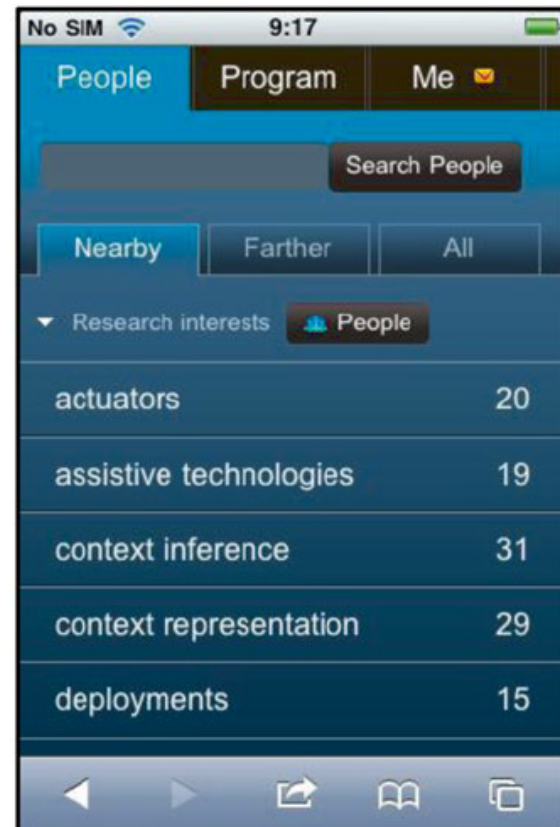 No SIM 9:17
People Program Me
Search People
Nearby Farther All
Research interests People
actuators 20
assistive technologies 19
context inference 31
context representation 29
deployments 15